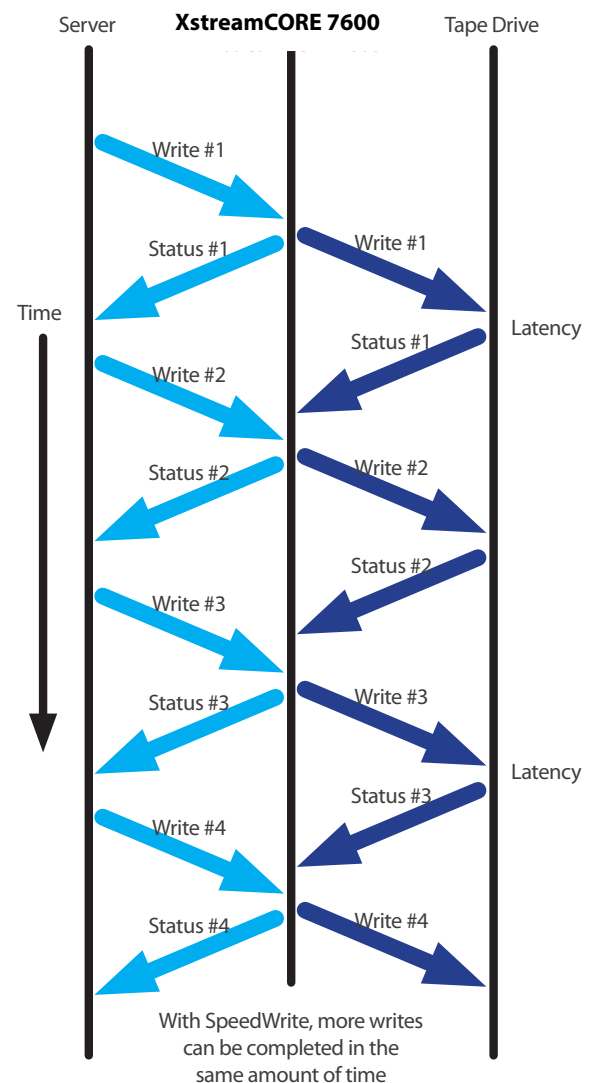 Server
XstreamCORE 7600
Tape Drive
Write #1
Status #1
Write #1
Time
Latency
Status #1
Write #2
Status #2
Write #2
Status #2
Write #3
Status #3
Write #3
Latency
Status #3
Write #4
Status #4
Write #4
With SpeedWrite, more writes
can be completed in the
same amount of time